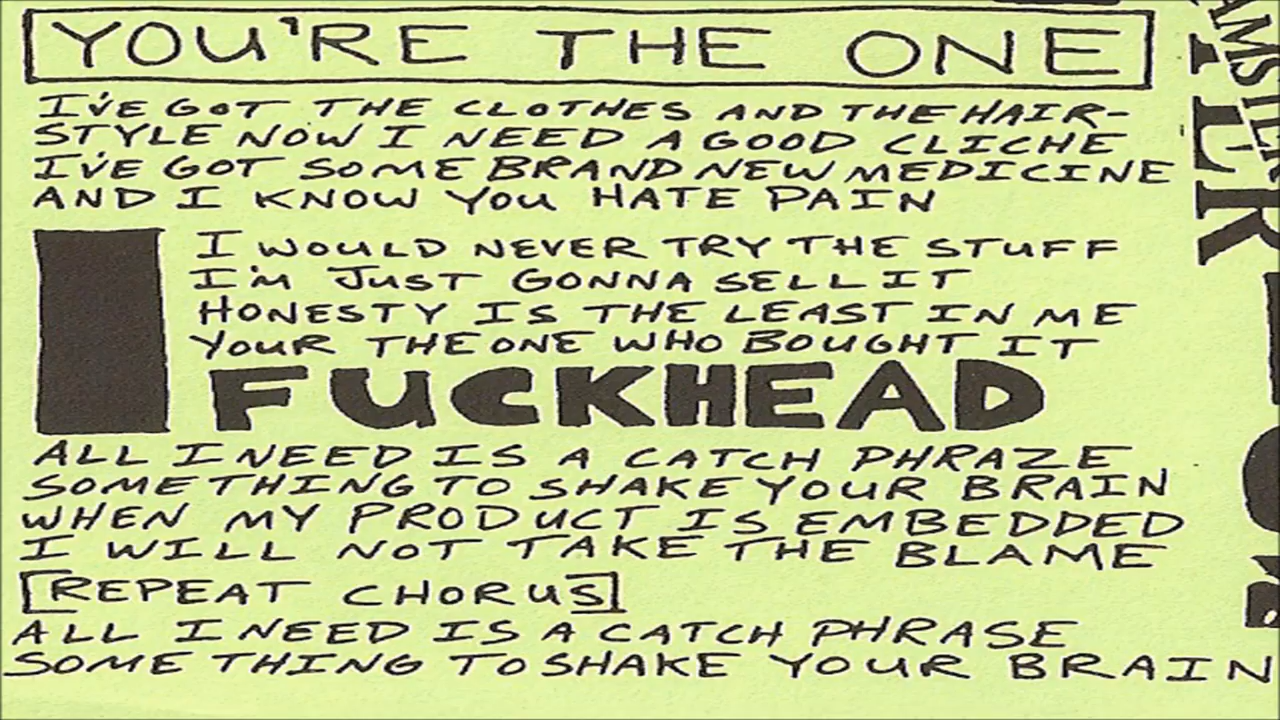 YOU'RE THE ONE
I'VE GOT THE CLOTHES AND THE HAIR-
STYLE NOW I NEED A GOOD CLICHE
I'VE GOT SOME BRAND NEW MEDICINE
AND I KNOW YOU HATE PAIN
I WOULD NEVER TRY THE STUFF
I'M JUST GONNA SELL IT
HONESTY IS THE LEAST IN ME
YOUR THE ONE WHO BOUGHT IT
FUCKHEAD
ALL I NEED IS A CATCH PHRAZE
SOMETHING TO SHAKE YOUR BRAIN
WHEN MY PRODUCT IS EMBEDDED
I WILL NOT TAKE THE BLAME
[REPEAT CHORUS]
ALL I NEED IS A CATCH PHRASE
SOMETHING TO SHAKE YOUR BRAIN